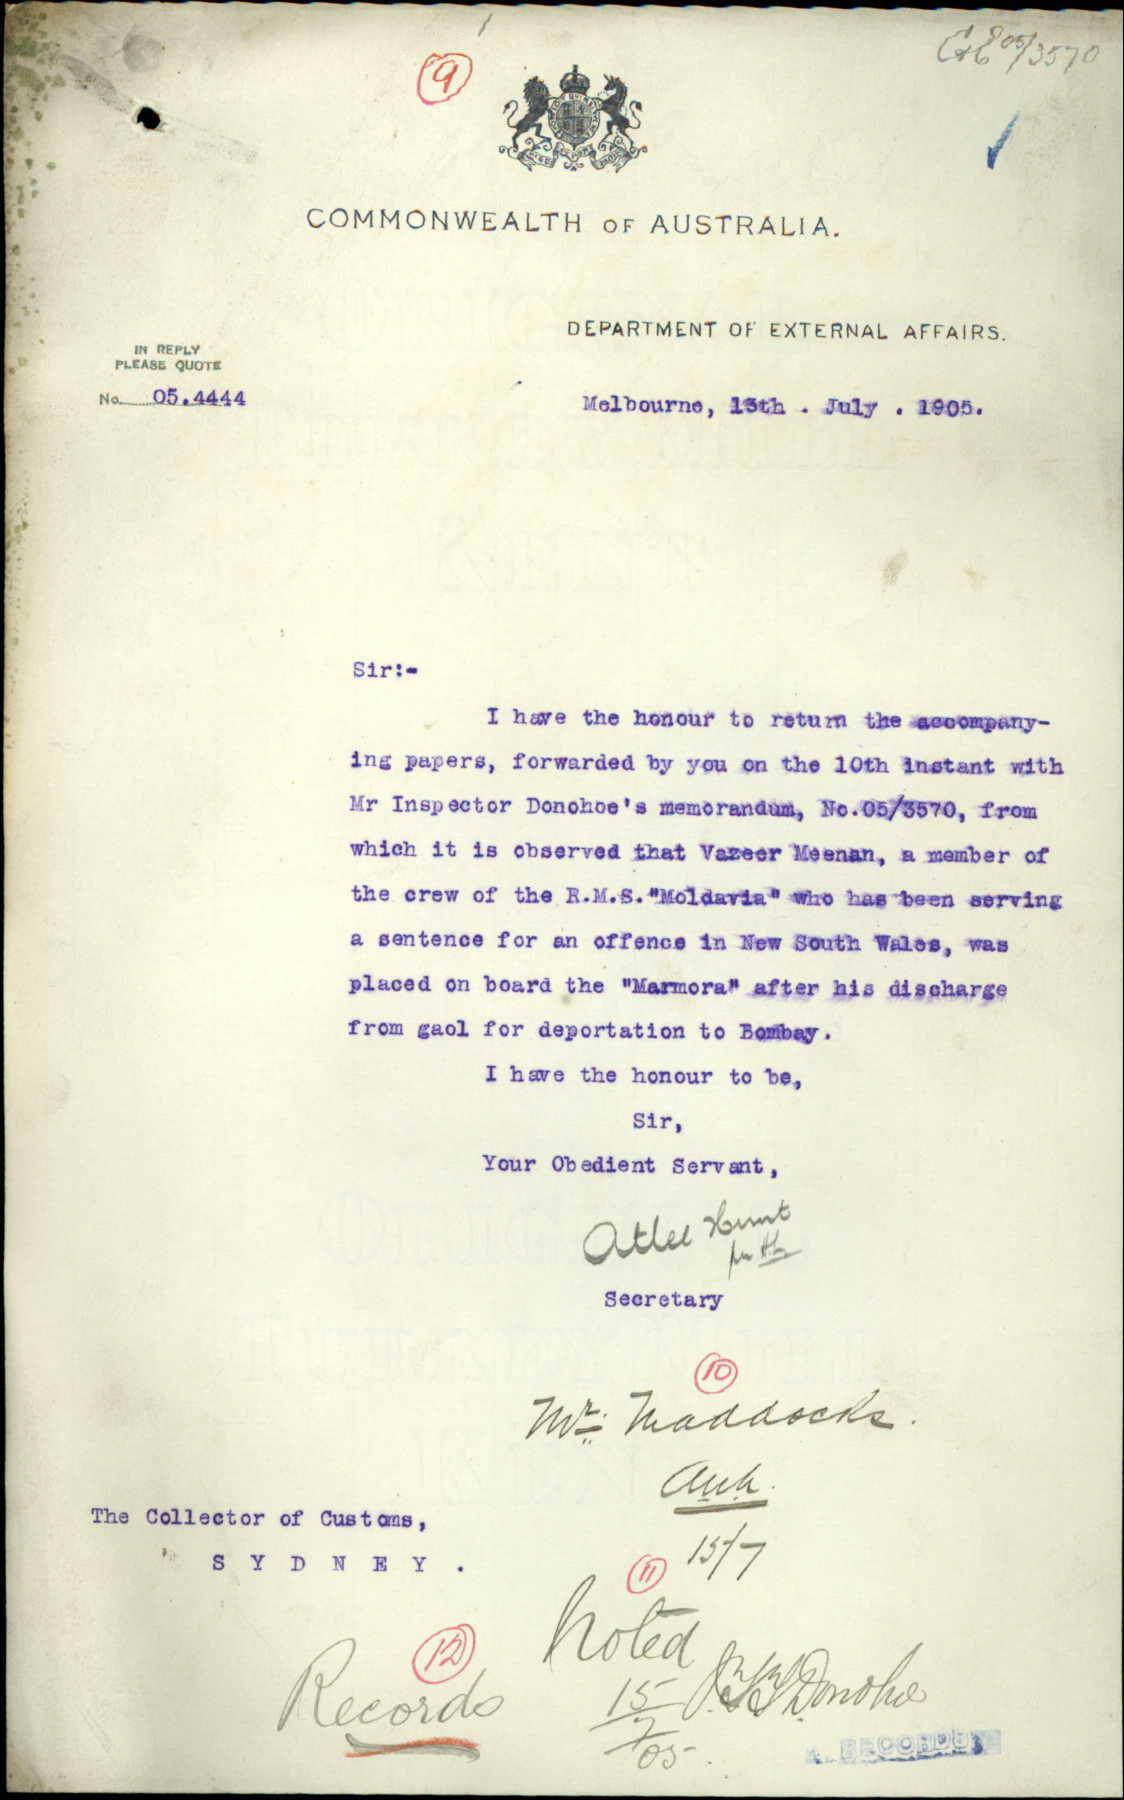 9
C&E 05/3570
COMMONWEALTH OF AUSTRALIA.
DEPARTMENT OF EXTERNAL AFFAIRS.
IN REPLY
PLEASE QUOTE
No. 05.4444
Melbourne, 13th . July . 1905.
Sir:-
I have the honour to return the accompany-
ing papers, forwarded by you on the 10th instant with
Mr Inspector Donohoe's memorandum, No.05/3570, from
which it is observed that Vazeer Meenan, a member of
the crew of the R.M.S."Moldavia" who has been serving
a sentence for an offence in New South Wales, was
placed on board the "Marmora" after his discharge
from gaol for deportation to Bombay.
I have the honour to be,
Sir,
Your Obedient Servant,
Atlee Hunt
Secretary
10
Mr. Maddocks.
15/7
The Collector of Customs,
SYDNEY.
11
Noted
Donohoe
15/7/05.
12
Records
RECORDS